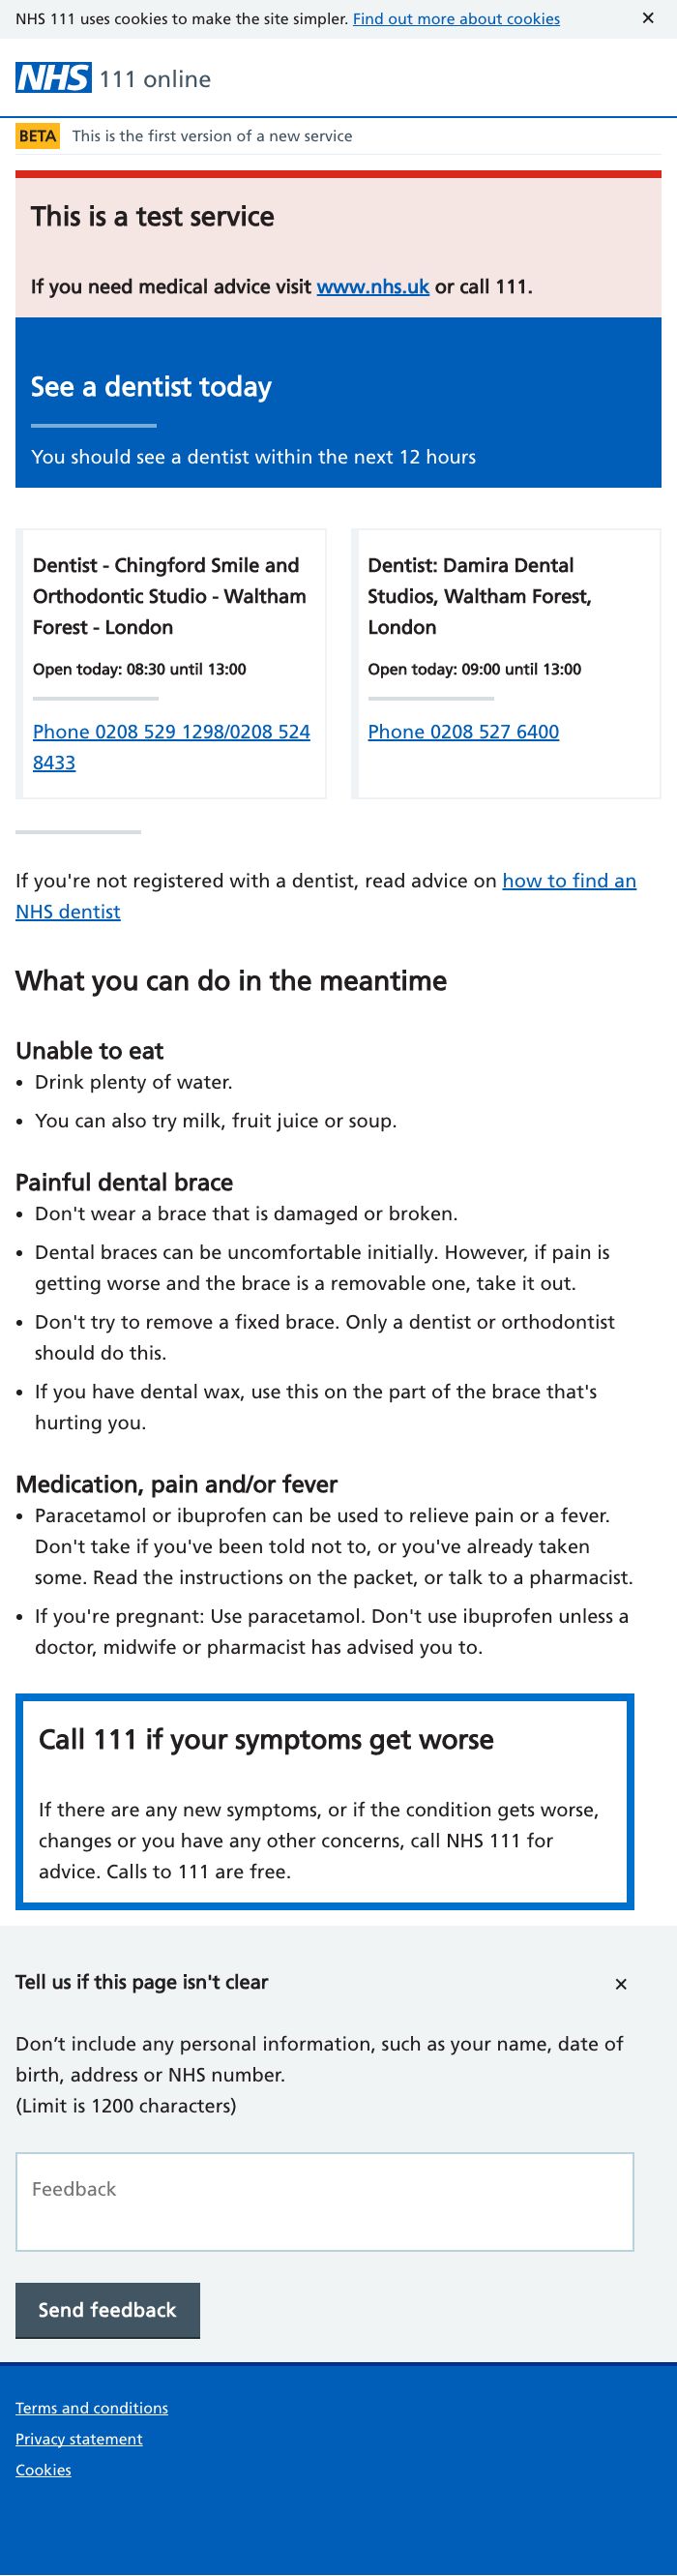 NHS 111 uses cookies to make the site simpler. Find out more about cookies ✕
NHS 111 online
BETA This is the first version of a new service
This is a test service
If you need medical advice visit www.nhs.uk or call 111.
See a dentist today
You should see a dentist within the next 12 hours
Dentist - Chingford Smile and
Orthodontic Studio - Waltham
Forest - London
Open today: 08:30 until 13:00
Phone 0208 529 1298/0208 524
8433
Dentist: Damira Dental
Studios, Waltham Forest,
London
Open today: 09:00 until 13:00
Phone 0208 527 6400
If you're not registered with a dentist, read advice on how to find an
NHS dentist
What you can do in the meantime
Unable to eat
• Drink plenty of water.
• You can also try milk, fruit juice or soup.
Painful dental brace
• Don't wear a brace that is damaged or broken.
• Dental braces can be uncomfortable initially. However, if pain is
getting worse and the brace is a removable one, take it out.
• Don't try to remove a fixed brace. Only a dentist or orthodontist
should do this.
• If you have dental wax, use this on the part of the brace that's
hurting you.
Medication, pain and/or fever
• Paracetamol or ibuprofen can be used to relieve pain or a fever.
Don't take if you've been told not to, or you've already taken
some. Read the instructions on the packet, or talk to a pharmacist.
• If you're pregnant: Use paracetamol. Don't use ibuprofen unless a
doctor, midwife or pharmacist has advised you to.
Call 111 if your symptoms get worse
If there are any new symptoms, or if the condition gets worse,
changes or you have any other concerns, call NHS 111 for
advice. Calls to 111 are free.
Tell us if this page isn't clear ✕
Don’t include any personal information, such as your name, date of
birth, address or NHS number.
(Limit is 1200 characters)
Feedback
Send feedback
Terms and conditions
Privacy statement
Cookies